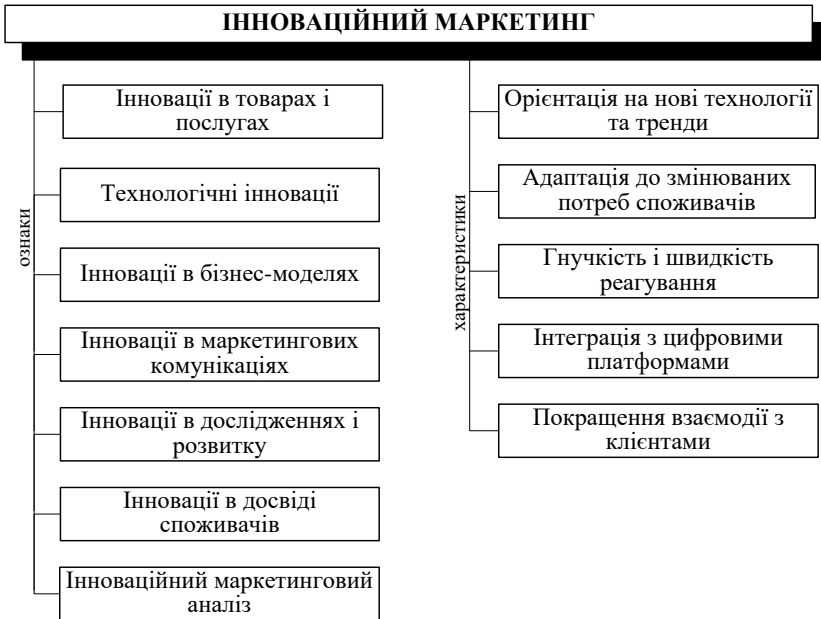 ІННОВАЦІЙНИЙ МАРКЕТИНГ
ознаки
Інновації в товарах і
послугах
Технологічні інновації
Інновації в бізнес-моделях
Інновації в маркетингових
комунікаціях
Інновації в дослідженнях і
розвитку
Інновації в досвіді
споживачів
Інноваційний маркетинговий
аналіз
характеристики
Орієнтація на нові технології
та тренди
Адаптація до змінюваних
потреб споживачів
Гнучкість і швидкість
реагування
Інтеграція з цифровими
платформами
Покращення взаємодії з
клієнтами